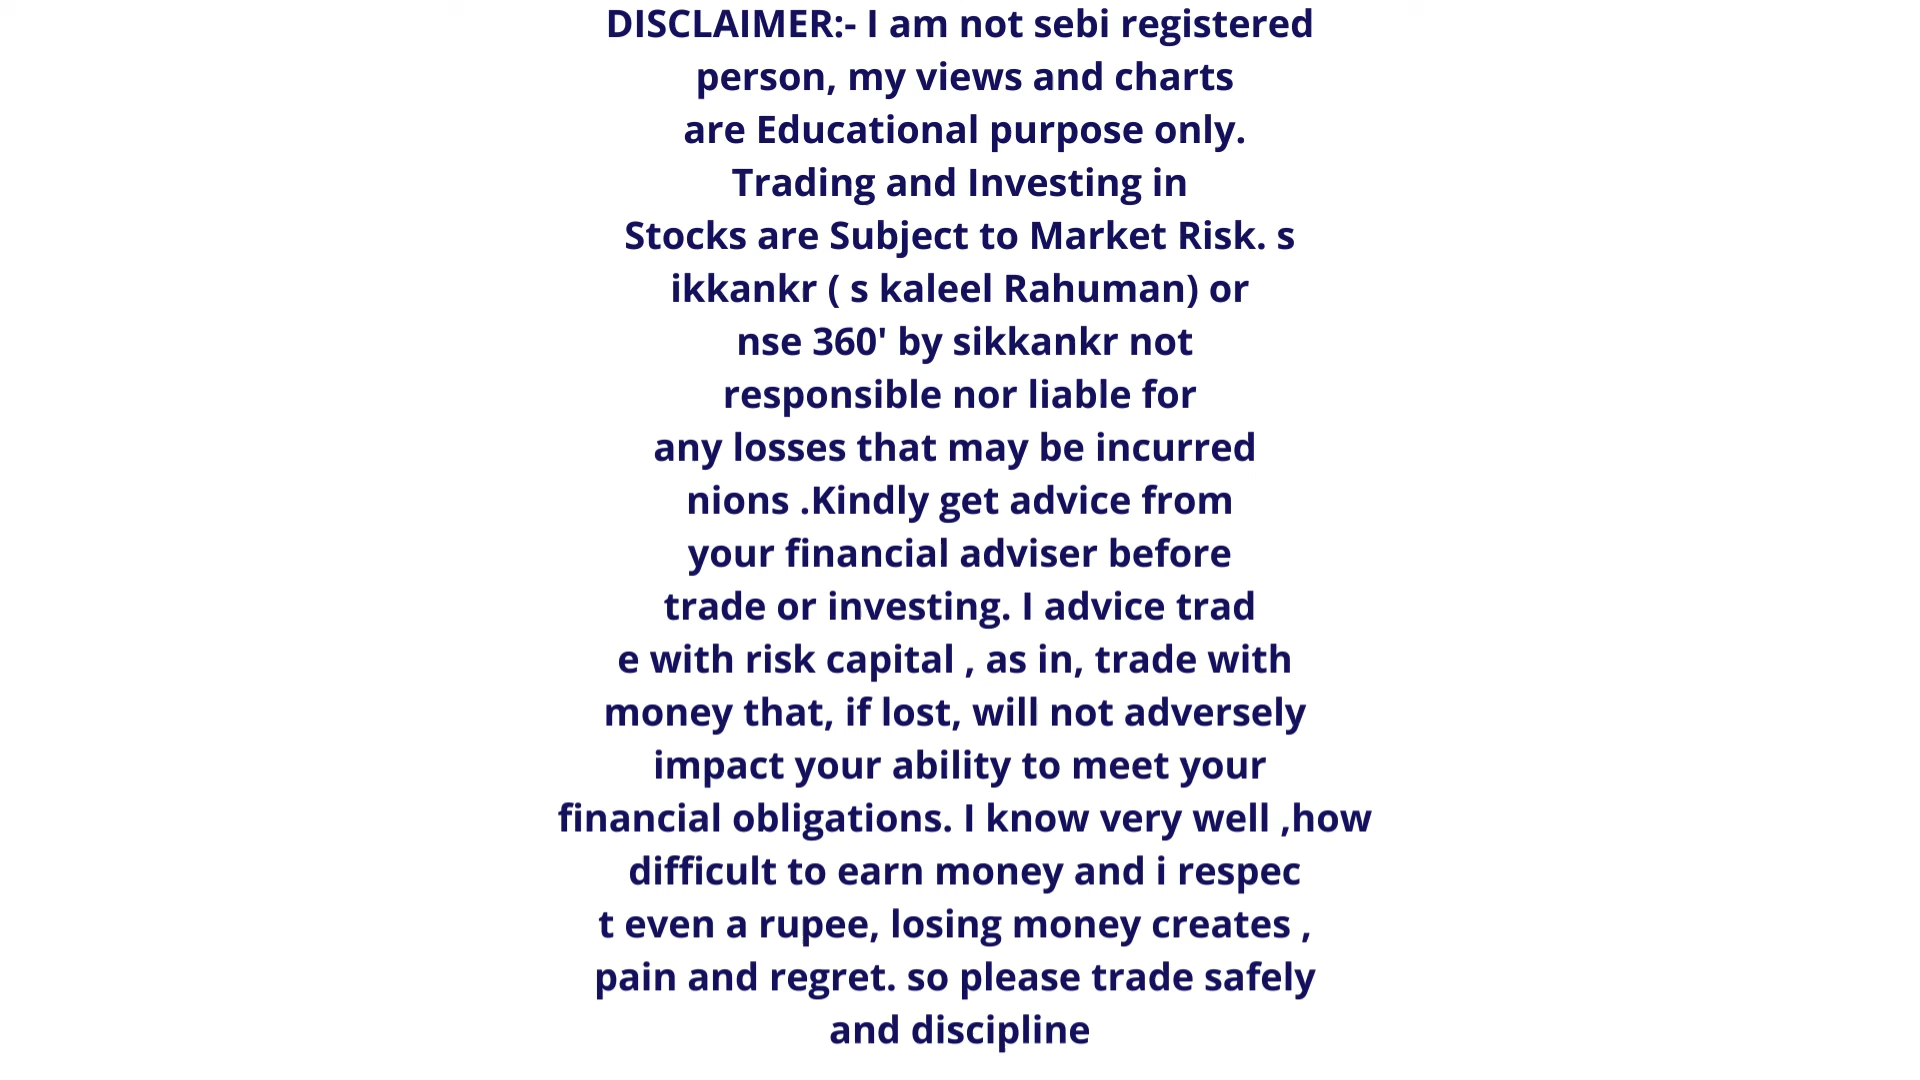 DISCLAIMER:- I am not sebi registered
person, my views and charts
are Educational purpose only.
Trading and Investing in
Stocks are Subject to Market Risk. s
ikkankr ( s kaleel Rahuman) or
nse 360' by sikkankr not
responsible nor liable for
any losses that may be incurred
nions .Kindly get advice from
your financial adviser before
trade or investing. I advice trad
e with risk capital , as in, trade with
money that, if lost, will not adversely
impact your ability to meet your
financial obligations. I know very well ,how
difficult to earn money and i respec
t even a rupee, losing money creates ,
pain and regret. so please trade safely
and discipline